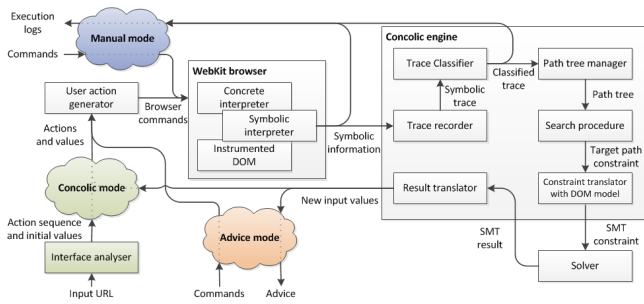 Execution
logs
Commands
Manual mode
Concolic engine
WebKit browser
Concrete
interpreter
Symbolic
interpreter
Instrumented
DOM
User action
generator
Browser
commands
Trace Classifier
Classified
trace
Path tree manager
Symbolic
trace
Path tree
Symbolic
information
Trace recorder
Search procedure
Actions
and values
Target path
constraint
Concolic mode
New input values
Result translator
Constraint translator
with DOM model
Action sequence
and initial values
Advice mode
SMT
result
SMT
constraint
Interface analyser
Solver
Input URL
Commands
Advice